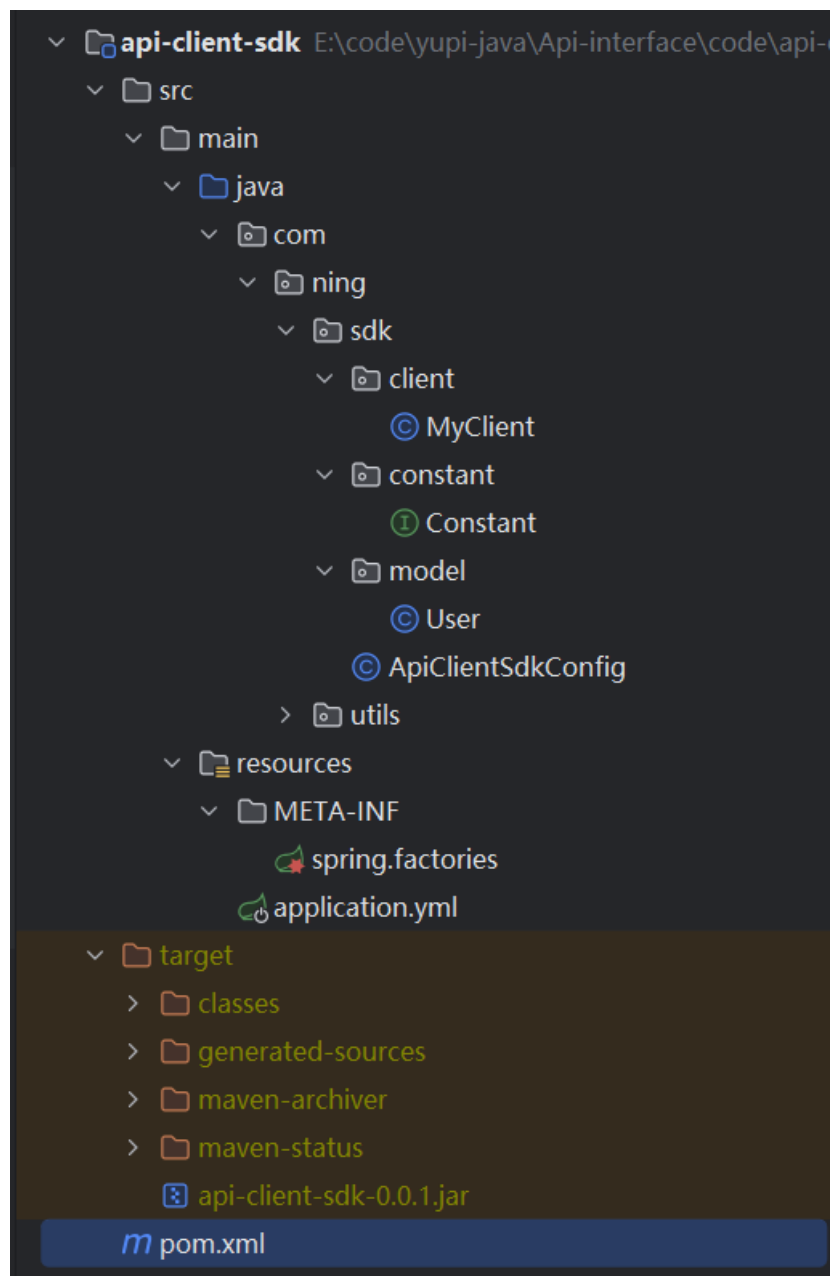 api-client-sdk E:\code\yupi-java\Api-interface\code\api-
src
main
java
com
ning
sdk
client
MyClient
constant
Constant
model
User
ApiClientSdkConfig
utils
resources
META-INF
spring.factories
application.yml
target
classes
generated-sources
maven-archiver
maven-status
api-client-sdk-0.0.1.jar
pom.xml